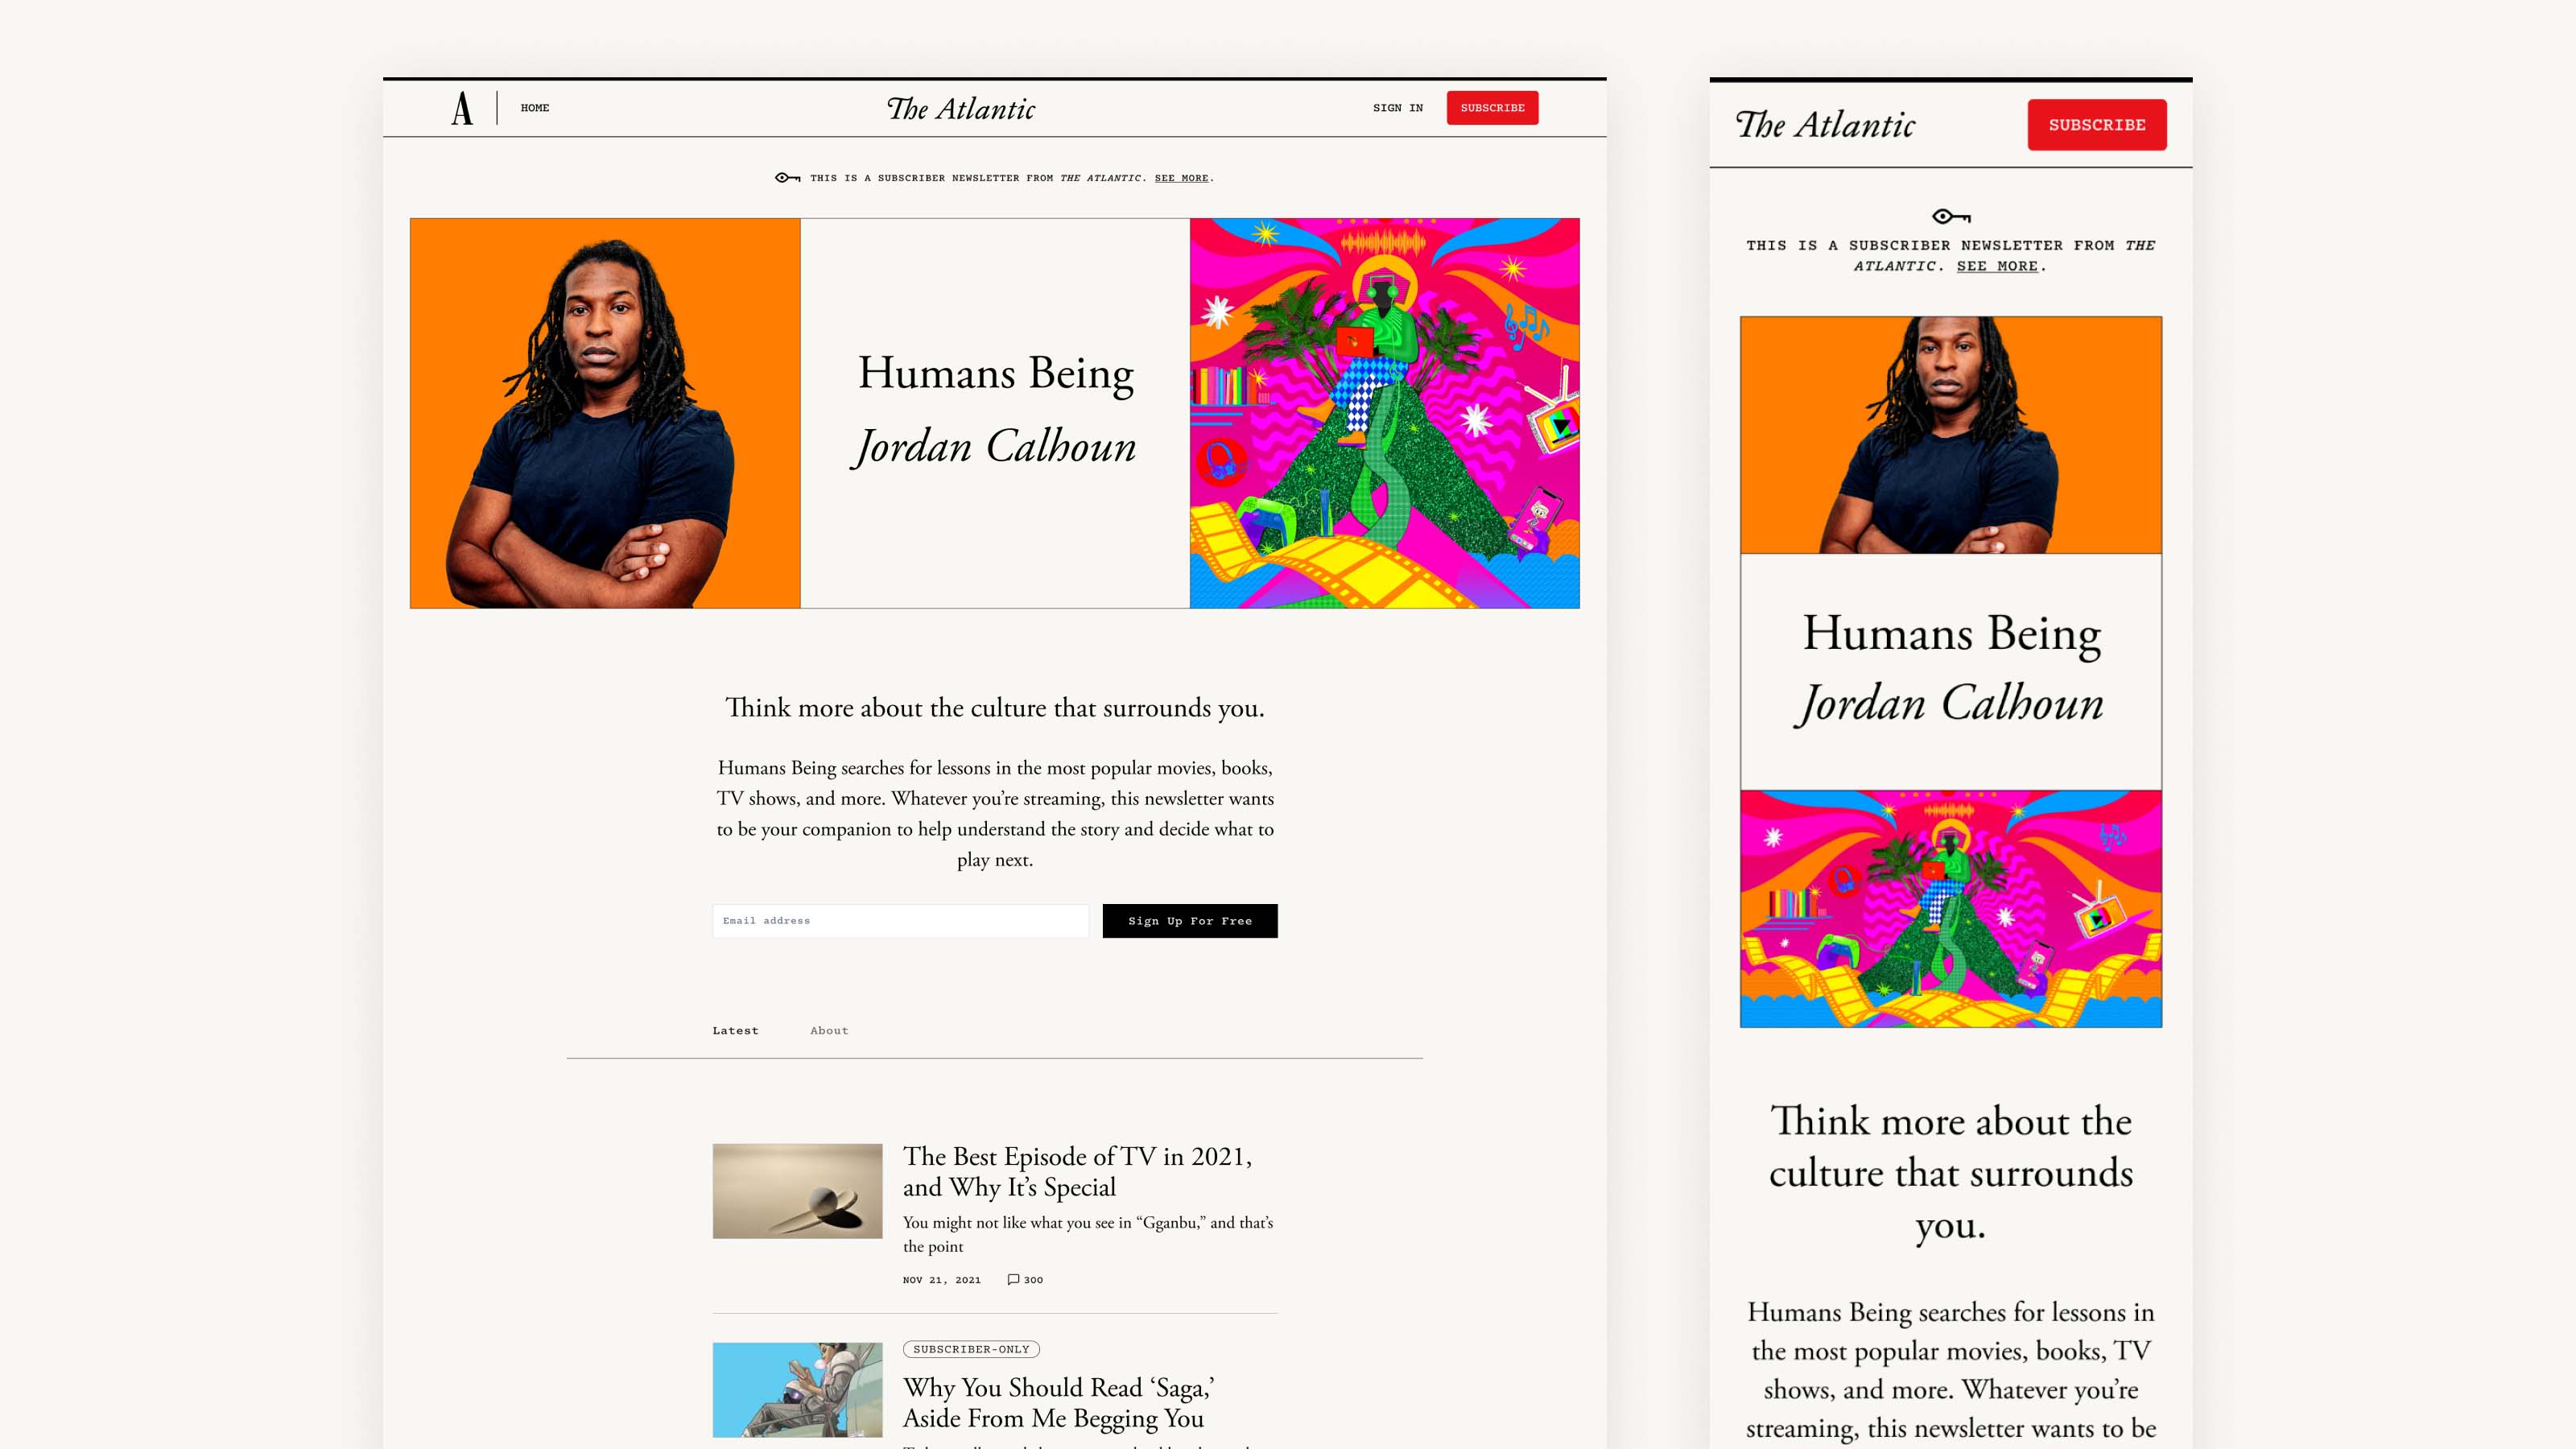 A
HOME
The Atlantic
SIGN IN
SUBSCRIBE
THIS IS A SUBSCRIBER NEWSLETTER FROM THE ATLANTIC. SEE MORE.
Humans Being
Jordan Calhoun
Think more about the culture that surrounds you.
Humans Being searches for lessons in the most popular movies, books,
TV shows, and more. Whatever you’re streaming, this newsletter wants
to be your companion to help understand the story and decide what to
play next.
Email address
Sign Up For Free
Latest
About
The Best Episode of TV in 2021,
and Why It’s Special
You might not like what you see in “Gganbu,” and that’s
the point
NOV 21, 2021
300
SUBSCRIBER-ONLY
Why You Should Read ‘Saga,’
Aside From Me Begging You
The Atlantic
SUBSCRIBE
THIS IS A SUBSCRIBER NEWSLETTER FROM THE
ATLANTIC. SEE MORE.
Humans Being
Jordan Calhoun
Think more about the
culture that surrounds
you.
Humans Being searches for lessons in
the most popular movies, books, TV
shows, and more. Whatever you’re
streaming, this newsletter wants to be